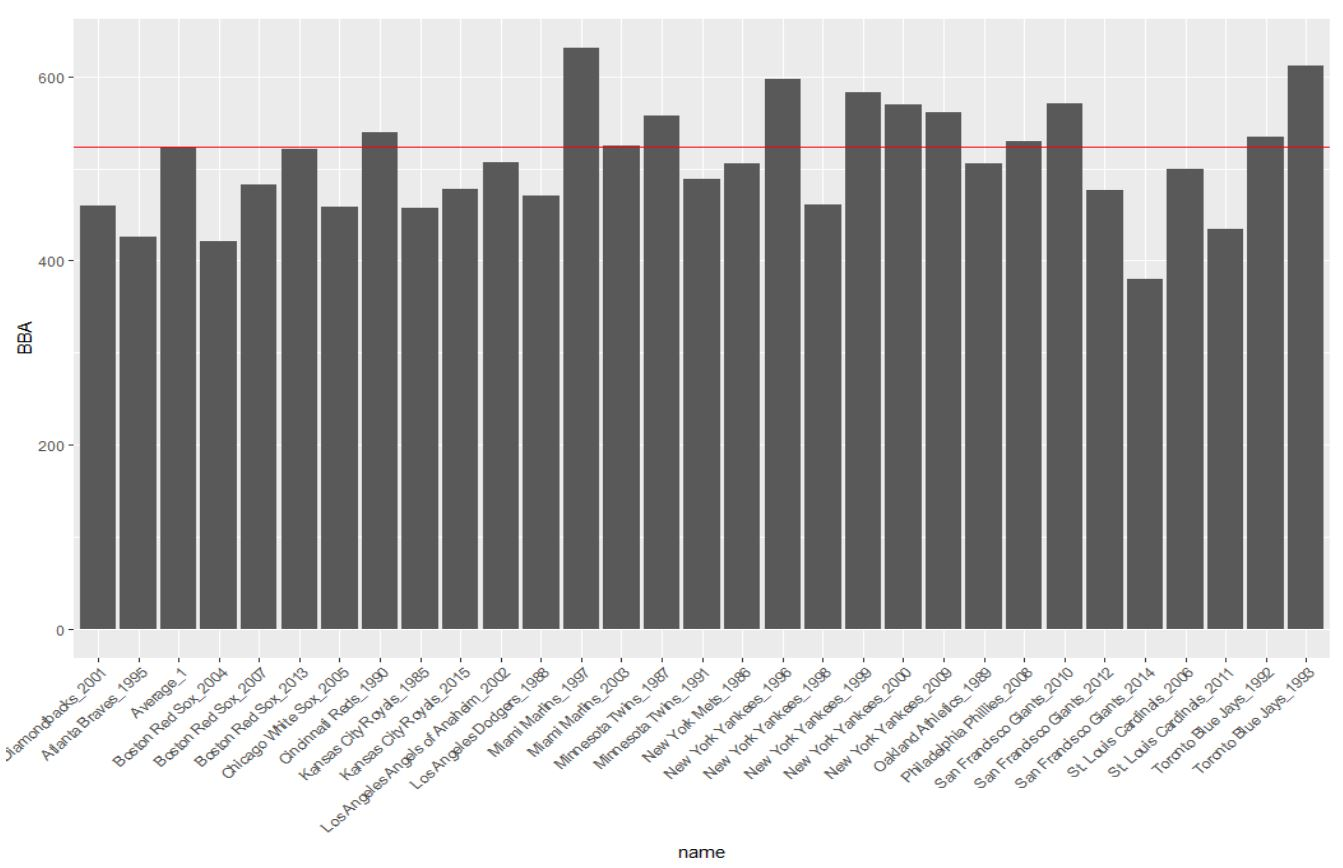 600
400
200
0
BBA
Diamondbacks_2001
Atlanta Braves_1995
Average_1
Boston Red Sox_2004
Boston Red Sox_2007
Boston Red Sox_2013
Chicago White Sox_2005
Cincinnati Reds_1990
Kansas City Royals_1985
Kansas City Royals_2015
Los Angeles Angels of Anaheim_2002
Los Angeles Dodgers_1988
Miami Marlins_1997
Miami Marlins_2003
Minnesota Twins_1987
Minnesota Twins_1991
New York Mets_1986
New York Yankees_1996
New York Yankees_1998
New York Yankees_1999
New York Yankees_2000
New York Yankees_2009
Oakland Athletics_1989
Philadelphia Phillies_2008
San Francisco Giants_2010
San Francisco Giants_2012
San Francisco Giants_2014
St. Louis Cardinals_2006
St. Louis Cardinals_2011
Toronto Blue Jays_1992
Toronto Blue Jays_1993
name